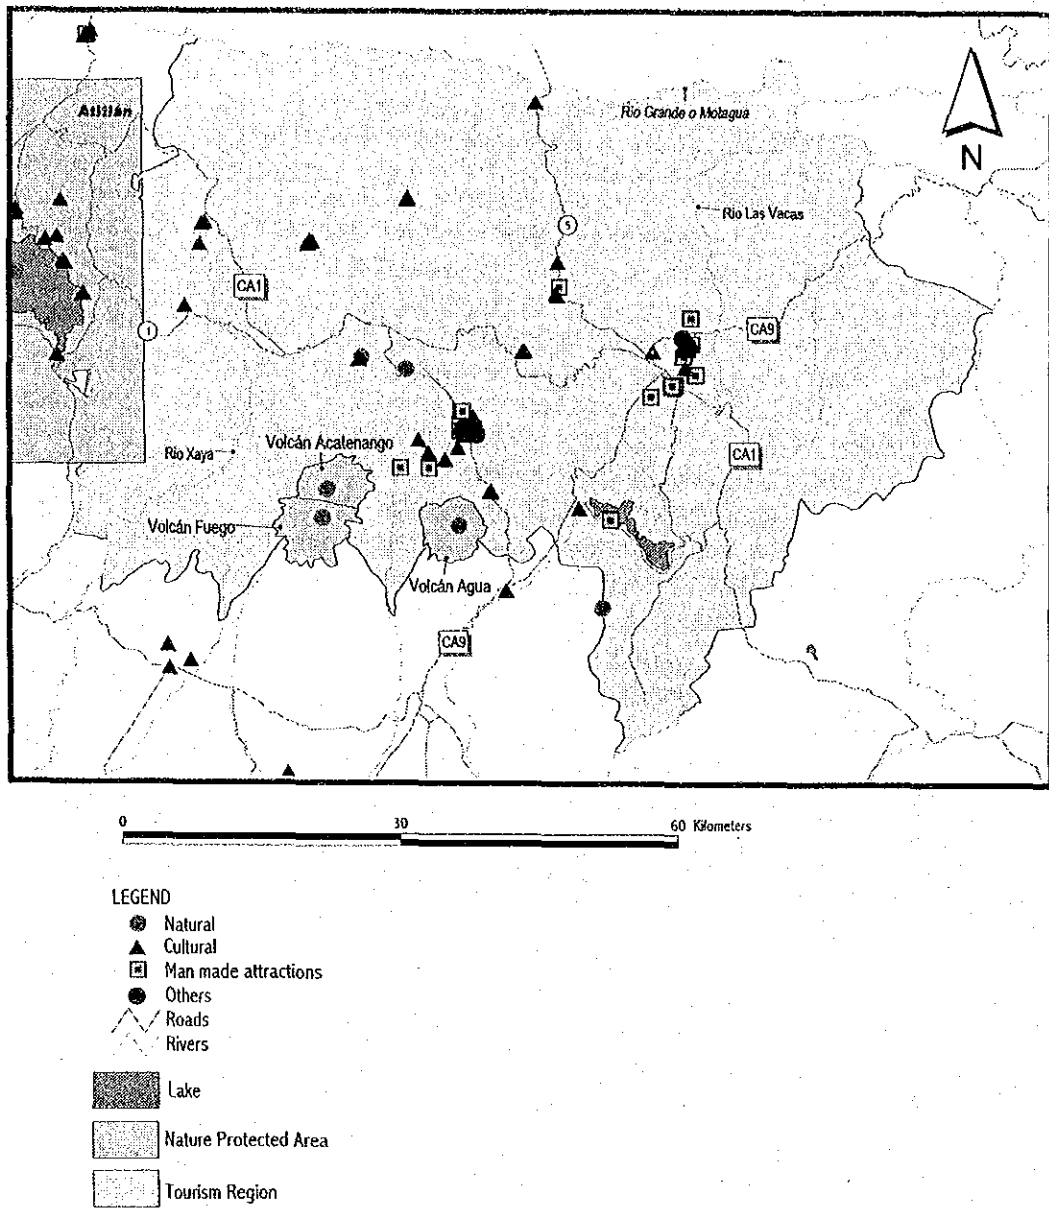 Atitlán
Río Grande o Motagua
N
Río Las Vacas
5
CA1
1
CA9
Volcán Acatenango
Río Xaya
CA1
Volcán Fuego
Volcán Agua
CA9
0 30 60 Kilometers
LEGEND
Natural
Cultural
Man made attractions
Others
Roads
Rivers
Lake
Nature Protected Area
Tourism Region